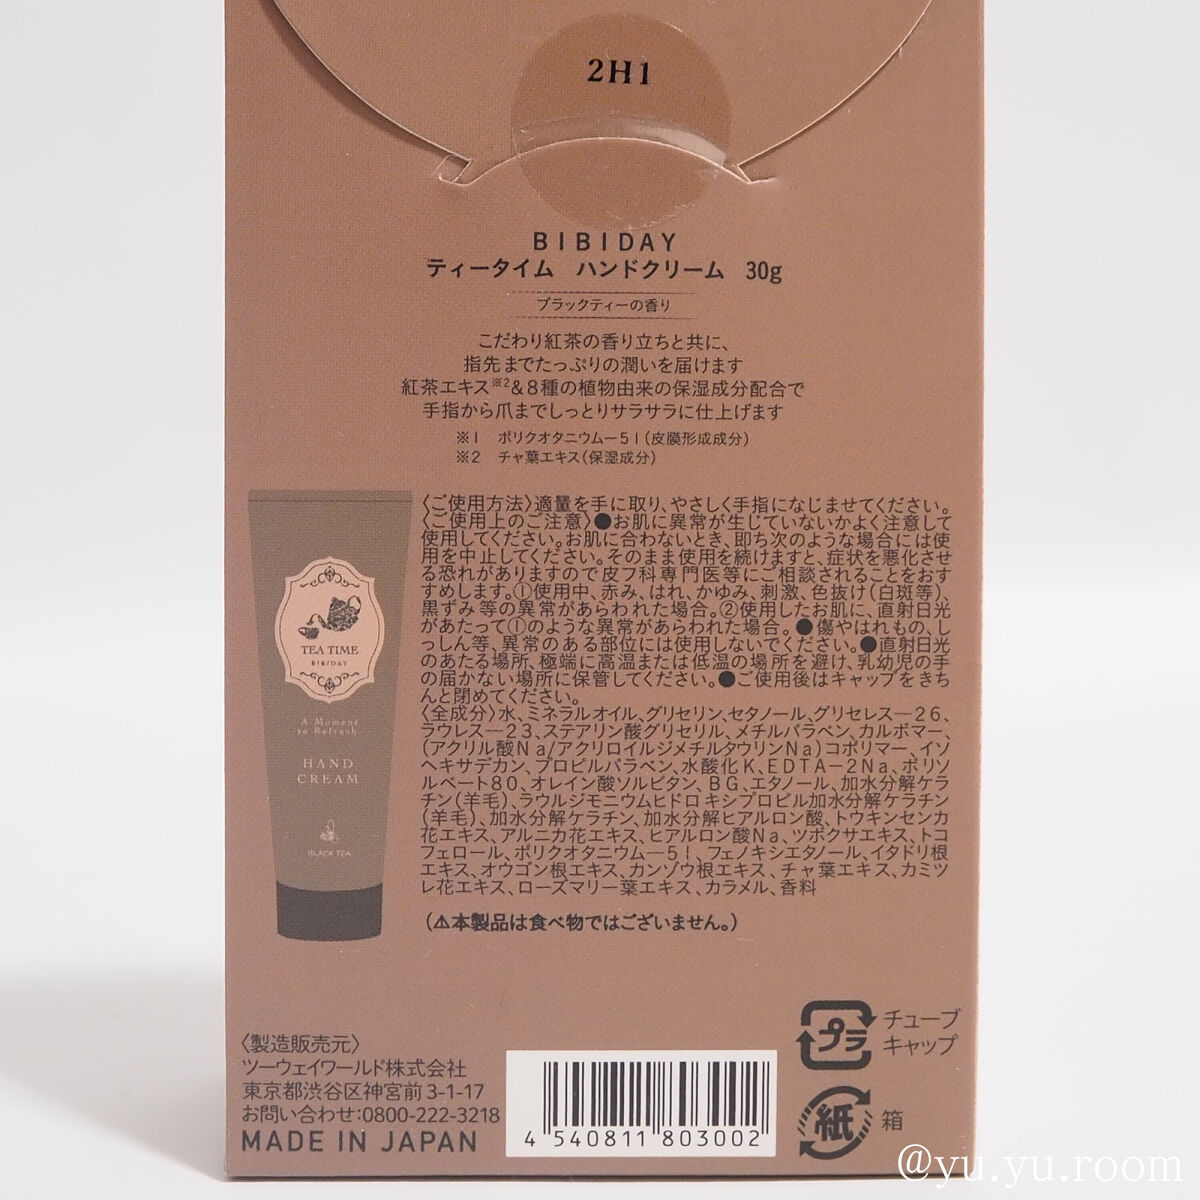 2H1
BIBIDAY
ティータイム ハンドクリーム 30g
ブラックティーの香り
こだわり紅茶の香り立ちと共に、
指先までたっぷりの潤いを届けます
紅茶エキス※2&8種の植物由来の保湿成分配合で
手指から爪までしっとりサラサラに仕上げます
※1 ポリクオタニウムー51(皮膜形成成分)
※2 チャ葉エキス(保湿成分)
〈ご使用方法〉適量を手に取り、やさしく手指になじませてください。
〈ご使用上のご注意〉●お肌に異常が生じていないかよく注意して
使用してください。お肌に合わないとき、即ち次のような場合には使
用を中止してください。そのまま使用を続けますと、症状を悪化させ
る恐れがありますので皮フ科専門医等にご相談されることをおす
すめします。①使用中、赤み、はれ、かゆみ、刺激、色抜け(白斑等)、
黒ずみ等の異常があらわれた場合。②使用したお肌に、直射日光
があたって①のような異常があらわれた場合。●傷やはれもの、し
っしん等、異常のある部位には使用しないでください。●直射日光
のあたる場所、極端に高温または低温の場所を避け、乳幼児の手
の届かない場所に保管してください。●ご使用後はキャップをきち
んと閉めてください。
〈全成分〉水、ミネラルオイル、グリセリン、セタノール、グリセレスー26、
ラウレスー23、ステアリン酸グリセリル、メチルパラベン、カルボマー、
(アクリル酸Na/アクリロイルジメチルタウリンNa)コポリマー、イソ
ヘキサデカン、プロピルパラベン、水酸化K、EDTAー2Na、ポリソ
ルベート80、オレイン酸ソルビタン、BG、エタノール、加水分解ケラ
チン(羊毛)、ラウルジモニウムヒドロキシプロピル加水分解ケラチン
(羊毛)、加水分解ケラチン、加水分解ヒアルロン酸、トウキンセンカ
花エキス、アルニカ花エキス、ヒアルロン酸Na、ツボクサエキス、トコ
フェロール、ポリクオタニウムー51、フェノキシエタノール、イタドリ根
エキス、オウゴン根エキス、カンゾウ根エキス、チャ葉エキス、カミツ
レ花エキス、ローズマリー葉エキス、カラメル、香料
(⚠本製品は食べ物ではございません。)
TEA TIME
BIBIDAY
A Moment
to Refresh
HAND
CREAM
BLACK TEA
〈製造販売元〉
ツーウェイワールド株式会社
東京都渋谷区神宮前3-1-17
お問い合わせ:0800-222-3218
MADE IN JAPAN
4 540811 803002
プラ
チューブ
キャップ
紙
箱
@yu.yu.room